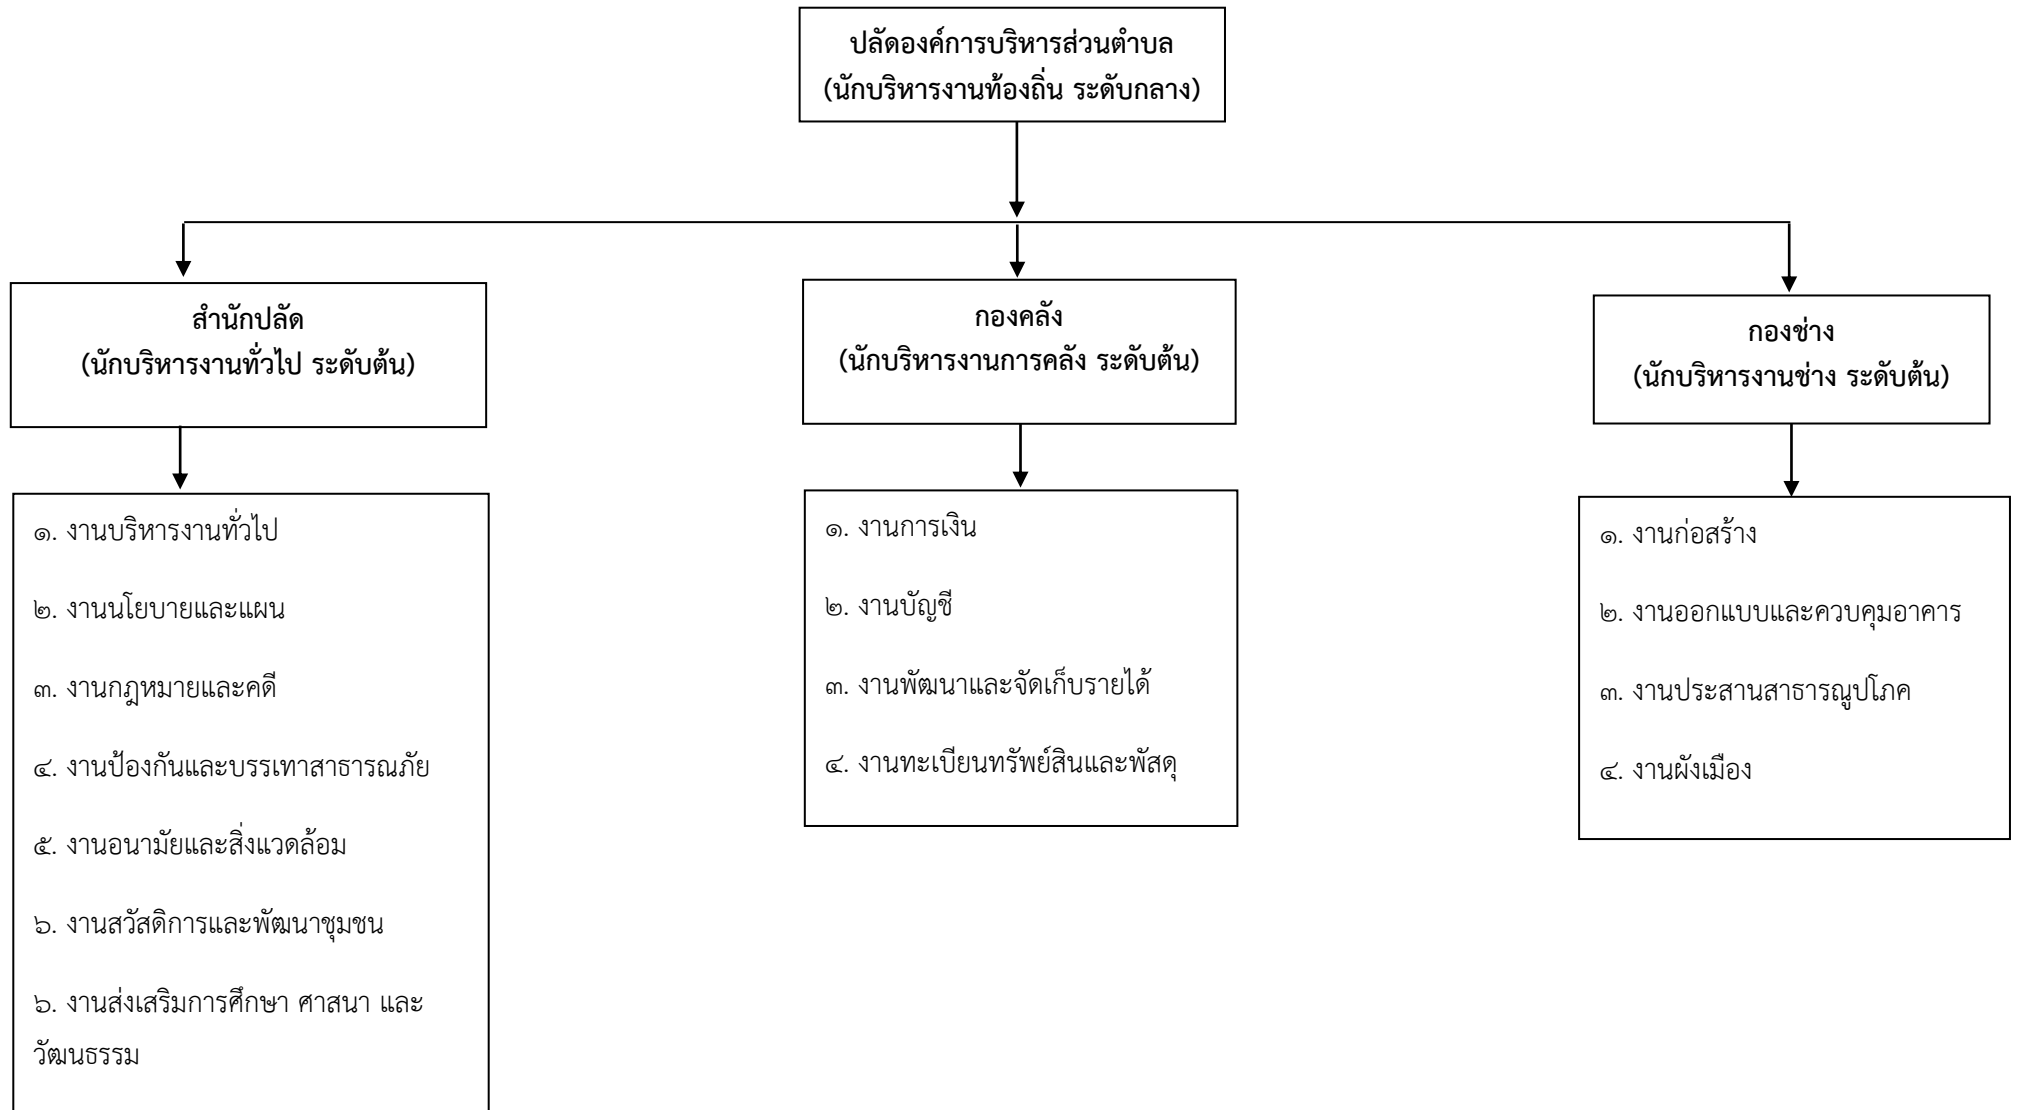 ปลัดองค์การบริหารส่วนตำบล
(นักบริหารงานท้องถิ่น ระดับกลาง)
สำนักปลัด
(นักบริหารงานทั่วไป ระดับต้น)
กองคลัง
(นักบริหารงานการคลัง ระดับต้น)
กองช่าง
(นักบริหารงานช่าง ระดับต้น)
๑. งานบริหารงานทั่วไป
๒. งานนโยบายและแผน
๓. งานกฎหมายและคดี
๔. งานป้องกันและบรรเทาสาธารณภัย
๕. งานอนามัยและสิ่งแวดล้อม
๖. งานสวัสดิการและพัฒนาชุมชน
๖. งานส่งเสริมการศึกษา ศาสนา และ
วัฒนธรรม
๑. งานการเงิน
๒. งานบัญชี
๓. งานพัฒนาและจัดเก็บรายได้
๔. งานทะเบียนทรัพย์สินและพัสดุ
๑. งานก่อสร้าง
๒. งานออกแบบและควบคุมอาคาร
๓. งานประสานสาธารณูปโภค
๔. งานผังเมือง